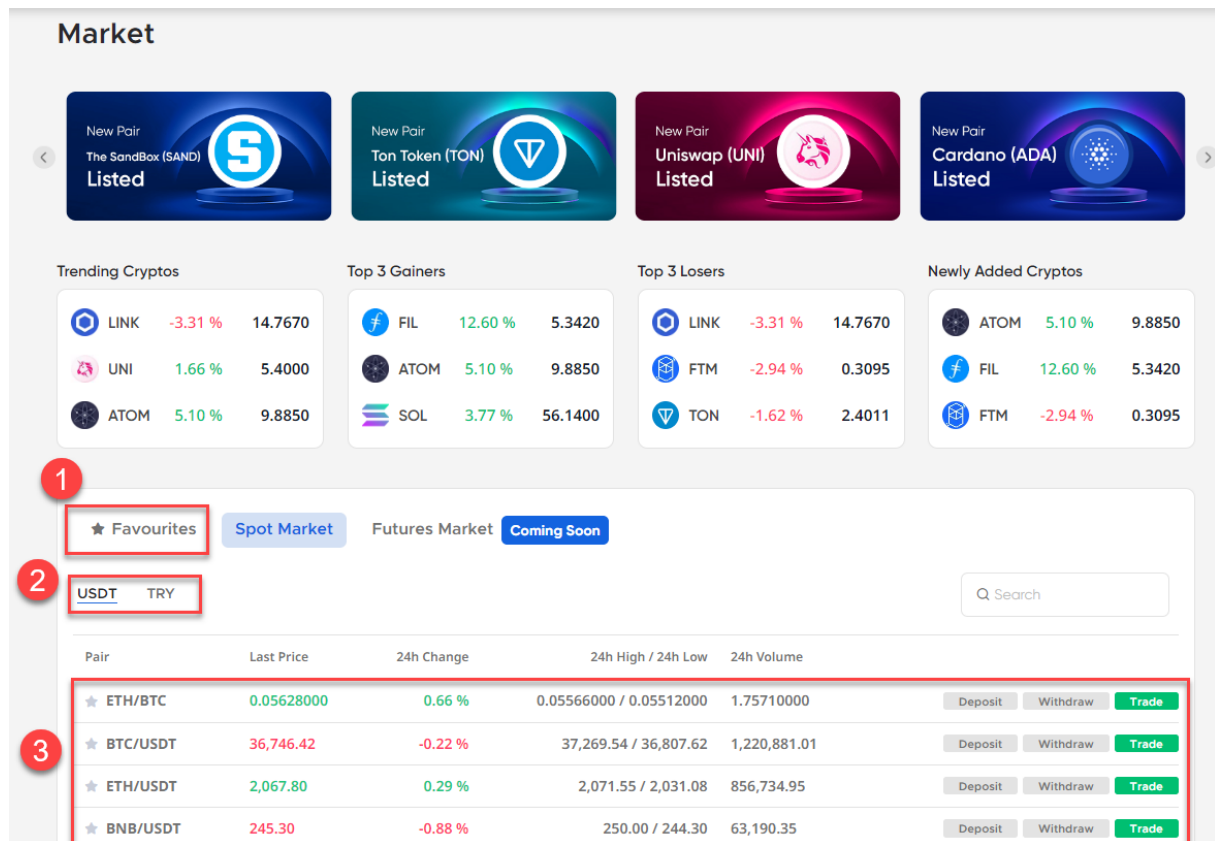 Market
New Pair
The SandBox (SAND)
Listed
New Pair
Ton Token (TON)
Listed
New Pair
Uniswap (UNI)
Listed
New Pair
Cardano (ADA)
Listed
Trending Cryptos
LINK -3.31 % 14.7670
UNI 1.66 % 5.4000
ATOM 5.10 % 9.8850
Top 3 Gainers
FIL 12.60 % 5.3420
ATOM 5.10 % 9.8850
SOL 3.77 % 56.1400
Top 3 Losers
LINK -3.31 % 14.7670
FTM -2.94 % 0.3095
TON -1.62 % 2.4011
Newly Added Cryptos
ATOM 5.10 % 9.8850
FIL 12.60 % 5.3420
FTM -2.94 % 0.3095
1
Favourites Spot Market Futures Market Coming Soon
2
USDT TRY Search
Pair Last Price 24h Change 24h High / 24h Low 24h Volume
3
ETH/BTC 0.05628000 0.66 % 0.05566000 / 0.05512000 1.75710000 Deposit Withdraw Trade
BTC/USDT 36,746.42 -0.22 % 37,269.54 / 36,807.62 1,220,881.01 Deposit Withdraw Trade
ETH/USDT 2,067.80 0.29 % 2,071.55 / 2,031.08 856,734.95 Deposit Withdraw Trade
BNB/USDT 245.30 -0.88 % 250.00 / 244.30 63,190.35 Deposit Withdraw Trade